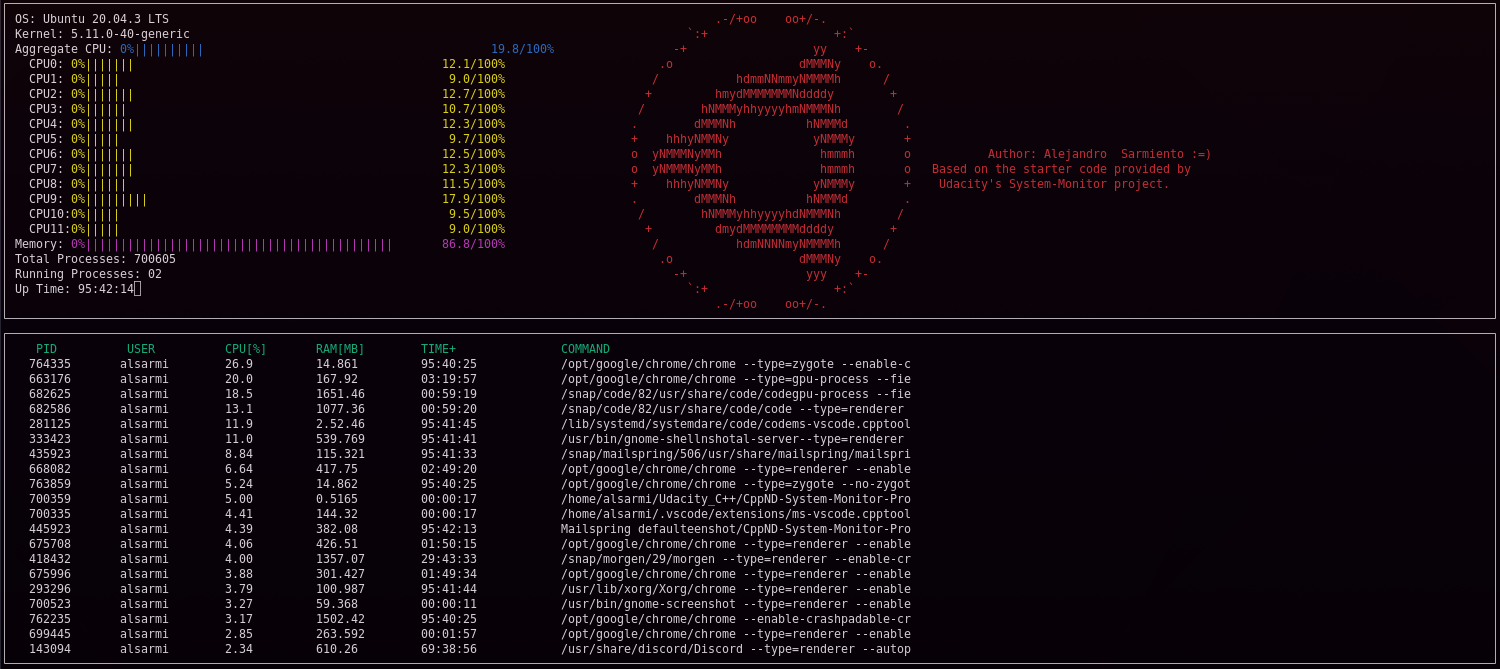 OS: Ubuntu 20.04.3 LTS
Kernel: 5.11.0-40-generic
Aggregate CPU: 0%|||||||||| 19.8/100%
CPU0: 0%||||||| 12.1/100%
CPU1: 0%||||| 9.0/100%
CPU2: 0%||||||| 12.7/100%
CPU3: 0%|||||| 10.7/100%
CPU4: 0%||||||| 12.3/100%
CPU5: 0%||||| 9.7/100%
CPU6: 0%||||||| 12.5/100%
CPU7: 0%||||||| 12.3/100%
CPU8: 0%|||||| 11.5/100%
CPU9: 0%||||||||| 17.9/100%
CPU10:0%||||| 9.5/100%
CPU11:0%||||| 9.0/100%
Memory: 0%|||||||||||||||||||||||||||||||||||||||||||| 86.8/100%
Total Processes: 700605
Running Processes: 02
Up Time: 95:42:14
.-/+oo    oo+/-.
`:+                  +:`
-+                  yy    +-
.o                  dMMMNy    o.
/           hdmmNNmmyNMMMMh      /
+         hmydMMMMMMMNddddy        +
/        hNMMMyhhyyyyhmNMMMNh        /
.        dMMMNh          hNMMMd        .
+    hhhyNMMNy            yNMMMy       +
o  yNMMMNyMMh              hmmmh       o
o  yNMMMNyMMh              hmmmh       o
+    hhhyNMMNy            yNMMMy       +
.        dMMMNh          hNMMMd        .
/        hNMMMyhhyyyyhdNMMMNh        /
+         dmydMMMMMMMMddddy        +
/           hdmNNNNmyNMMMMh      /
.o                  dMMMNy    o.
-+                 yyy    +-
`:+                  +:`
.-/+oo    oo+/-.
Author: Alejandro  Sarmiento :=)
Based on the starter code provided by
Udacity's System-Monitor project.
PID USER CPU[%] RAM[MB] TIME+ COMMAND
764335 alsarmi 26.9 14.861 95:40:25 /opt/google/chrome/chrome --type=zygote --enable-c
663176 alsarmi 20.0 167.92 03:19:57 /opt/google/chrome/chrome --type=gpu-process --fie
682625 alsarmi 18.5 1651.46 00:59:19 /snap/code/82/usr/share/code/codegpu-process --fie
682586 alsarmi 13.1 1077.36 00:59:20 /snap/code/82/usr/share/code/code --type=renderer
281125 alsarmi 11.9 2.52.46 95:41:45 /lib/systemd/systemdare/code/codems-vscode.cpptool
333423 alsarmi 11.0 539.769 95:41:41 /usr/bin/gnome-shellnshotal-server--type=renderer
435923 alsarmi 8.84 115.321 95:41:33 /snap/mailspring/506/usr/share/mailspring/mailspri
668082 alsarmi 6.64 417.75 02:49:20 /opt/google/chrome/chrome --type=renderer --enable
763859 alsarmi 5.24 14.862 95:40:25 /opt/google/chrome/chrome --type=zygote --no-zygot
700359 alsarmi 5.00 0.5165 00:00:17 /home/alsarmi/Udacity_C++/CppND-System-Monitor-Pro
700335 alsarmi 4.41 144.32 00:00:17 /home/alsarmi/.vscode/extensions/ms-vscode.cpptool
445923 alsarmi 4.39 382.08 95:42:13 Mailspring defaulteenshot/CppND-System-Monitor-Pro
675708 alsarmi 4.06 426.51 01:50:15 /opt/google/chrome/chrome --type=renderer --enable
418432 alsarmi 4.00 1357.07 29:43:33 /snap/morgen/29/morgen --type=renderer --enable-cr
675996 alsarmi 3.88 301.427 01:49:34 /opt/google/chrome/chrome --type=renderer --enable
293296 alsarmi 3.79 100.987 95:41:44 /usr/lib/xorg/Xorg/chrome --type=renderer --enable
700523 alsarmi 3.27 59.368 00:00:11 /usr/bin/gnome-screenshot --type=renderer --enable
762235 alsarmi 3.17 1502.42 95:40:25 /opt/google/chrome/chrome --enable-crashpadable-cr
699445 alsarmi 2.85 263.592 00:01:57 /opt/google/chrome/chrome --type=renderer --enable
143094 alsarmi 2.34 610.26 69:38:56 /usr/share/discord/Discord --type=renderer --autop